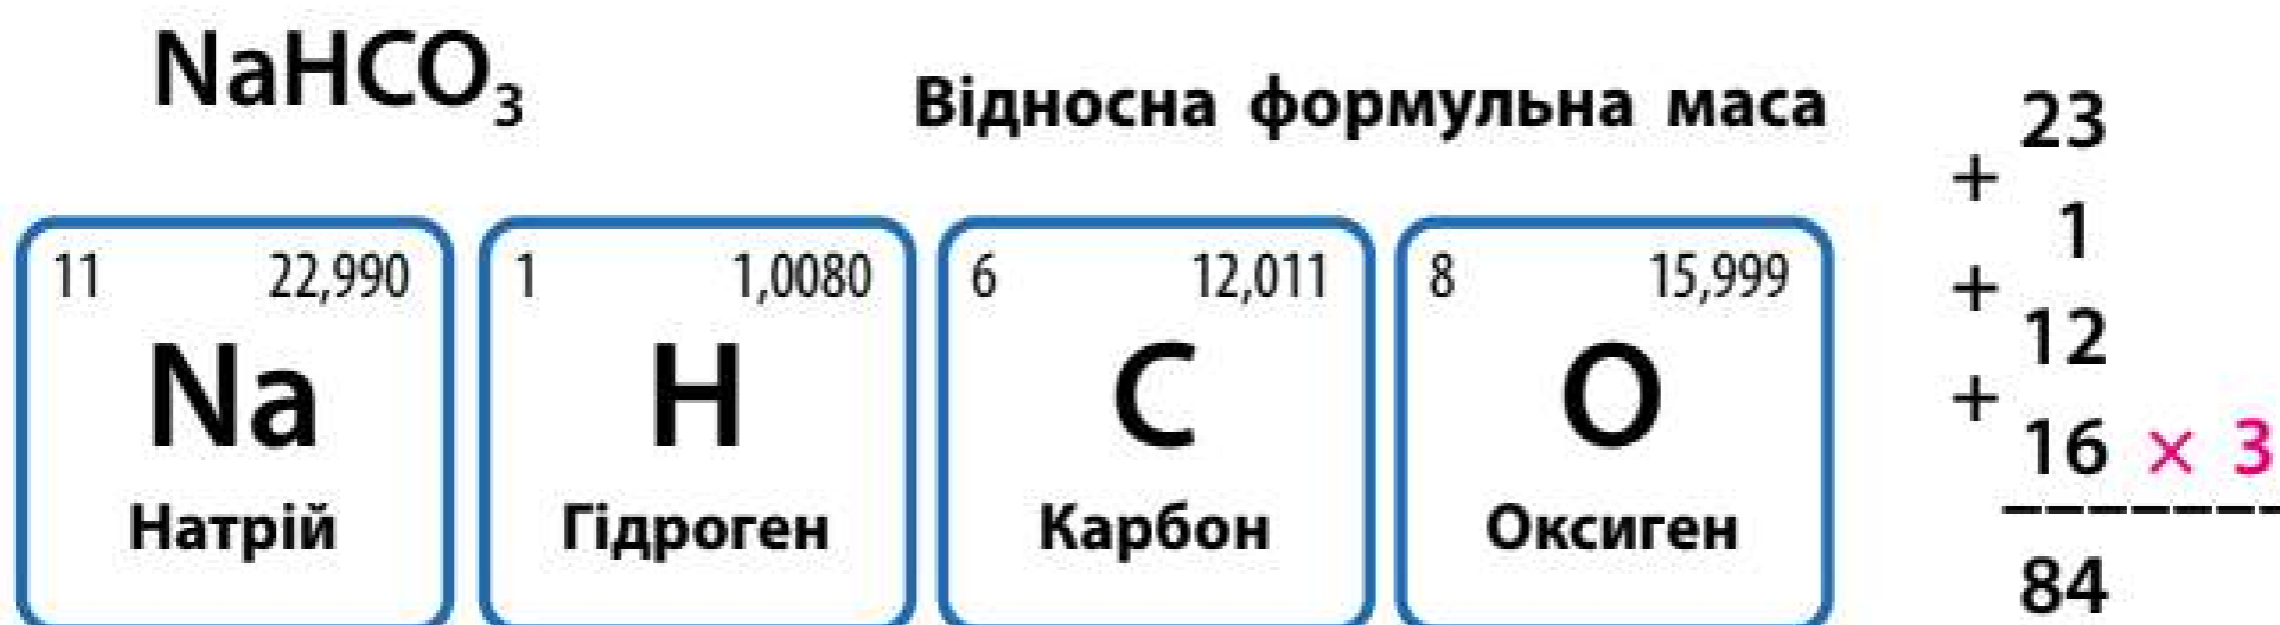 NaHCO₃
Відносна формульна маса
11 22,990
Na
Натрій
1 1,0080
H
Гідроген
6 12,011
C
Карбон
8 15,999
O
Оксиген
23
+
1
+
12
+
16 × 3
84